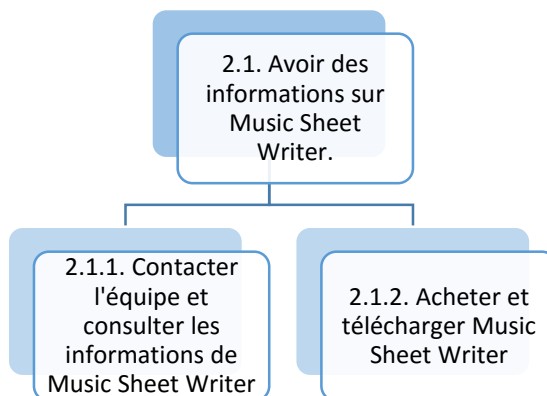 2.1. Avoir des
informations sur
Music Sheet
Writer.
2.1.1. Contacter
l'équipe et
consulter les
informations de
Music Sheet Writer
2.1.2. Acheter et
télécharger Music
Sheet Writer